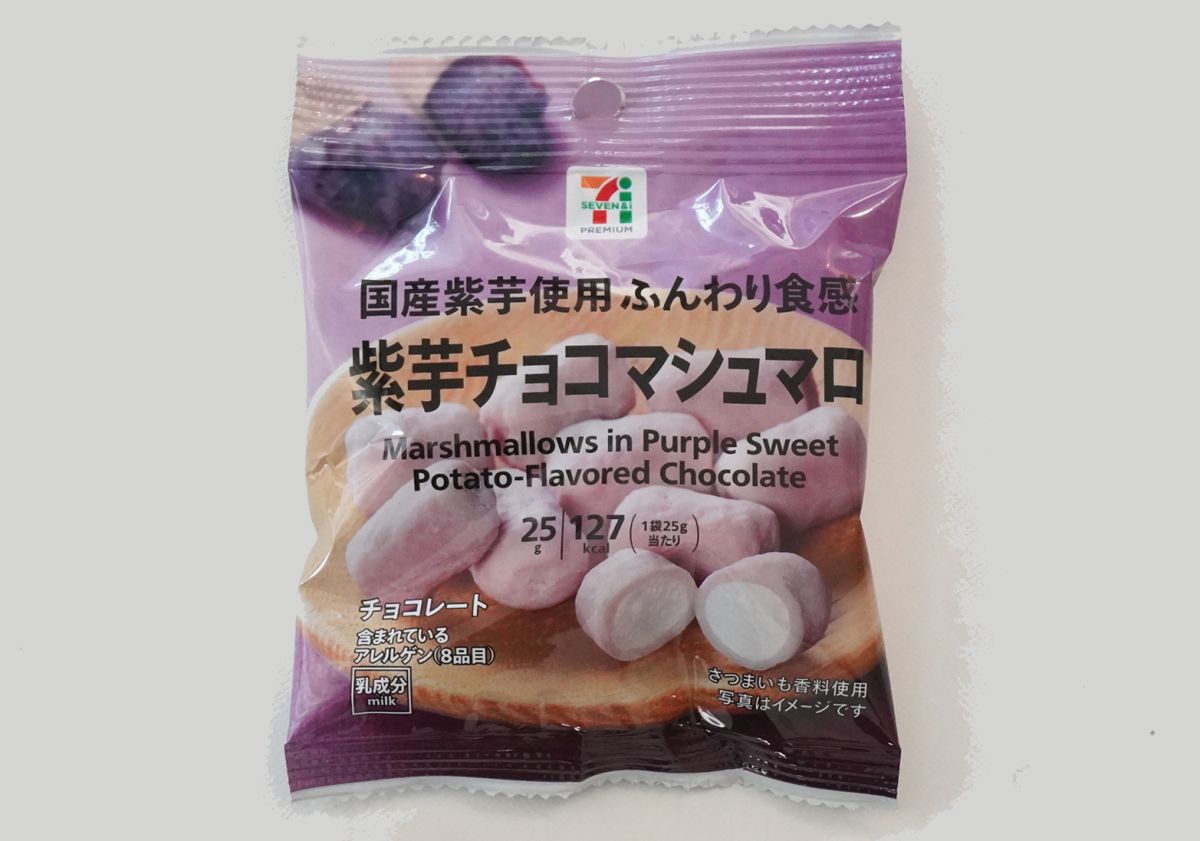 SEVEN&i
PREMIUM
国産紫芋使用 ふんわり食感
紫芋チョコマシュマロ
Marshmallows in Purple Sweet
Potato-Flavored Chocolate
25g 127kcal (1袋25g当たり)
チョコレート
含まれている
アレルゲン(8品目)
乳成分
milk
さつまいも香料使用
写真はイメージです